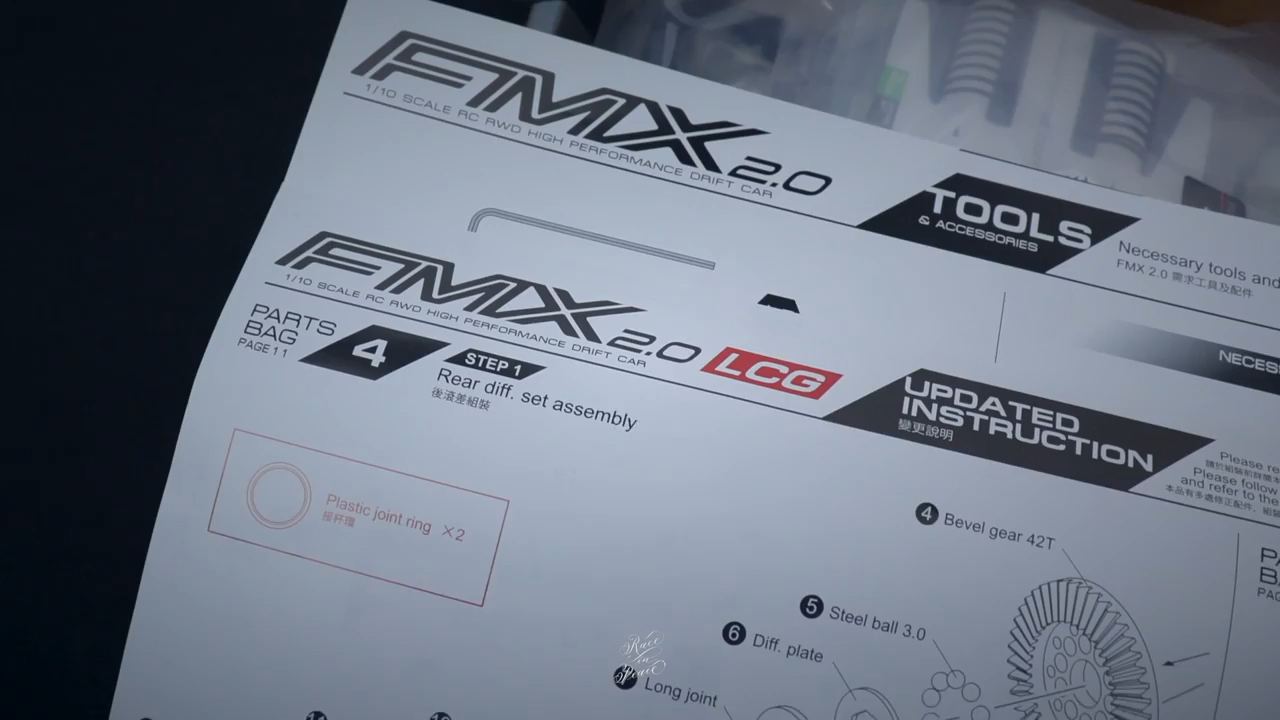 FMX 2.0
1/10 SCALE RC RWD HIGH PERFORMANCE DRIFT CAR
TOOLS
& ACCESSORIES
Necessary tools and
FMX 2.0 需求工具及配件
NECES
FMX 2.0 LCG
1/10 SCALE RC RWD HIGH PERFORMANCE DRIFT CAR
UPDATED
INSTRUCTION
變更說明
Please re
Please follow
and refer to the
PARTS
BAG
PAGE 11
4
STEP 1
Rear diff. set assembly
後滾差組裝
Plastic joint ring ×2
4 Bevel gear 42T
5 Steel ball 3.0
6 Diff. plate
Long joint
Race
in
Peace